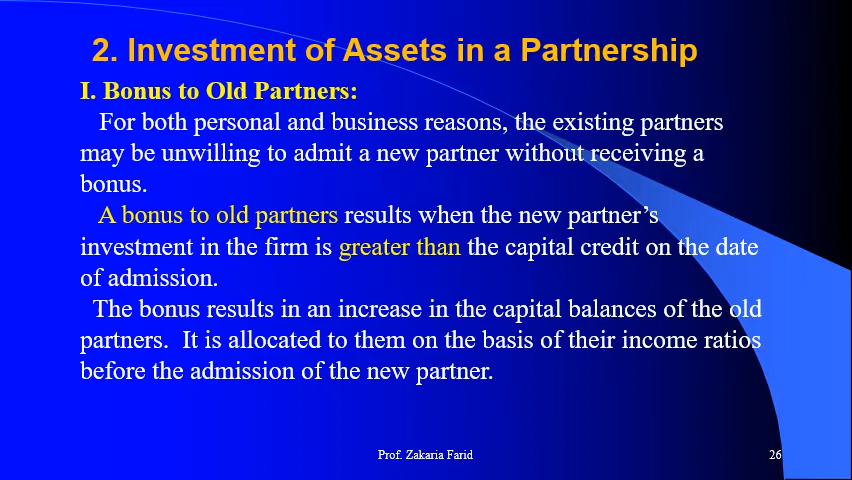 2. Investment of Assets in a Partnership
I. Bonus to Old Partners:
For both personal and business reasons, the existing partners
may be unwilling to admit a new partner without receiving a
bonus.
A bonus to old partners results when the new partner’s
investment in the firm is greater than the capital credit on the date
of admission.
The bonus results in an increase in the capital balances of the old
partners. It is allocated to them on the basis of their income ratios
before the admission of the new partner.
Prof. Zakaria Farid
26